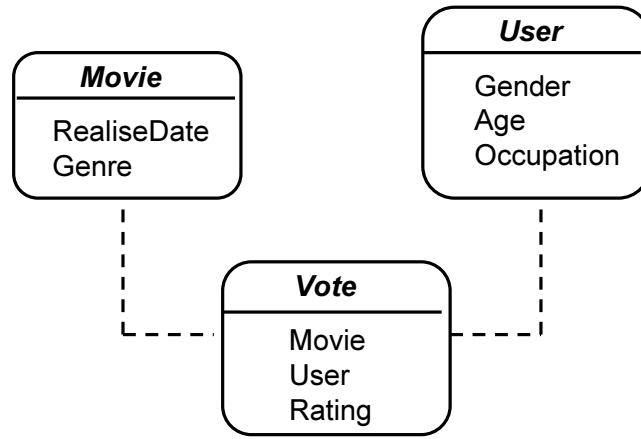 Movie
RealiseDate
Genre
User
Gender
Age
Occupation
Vote
Movie
User
Rating